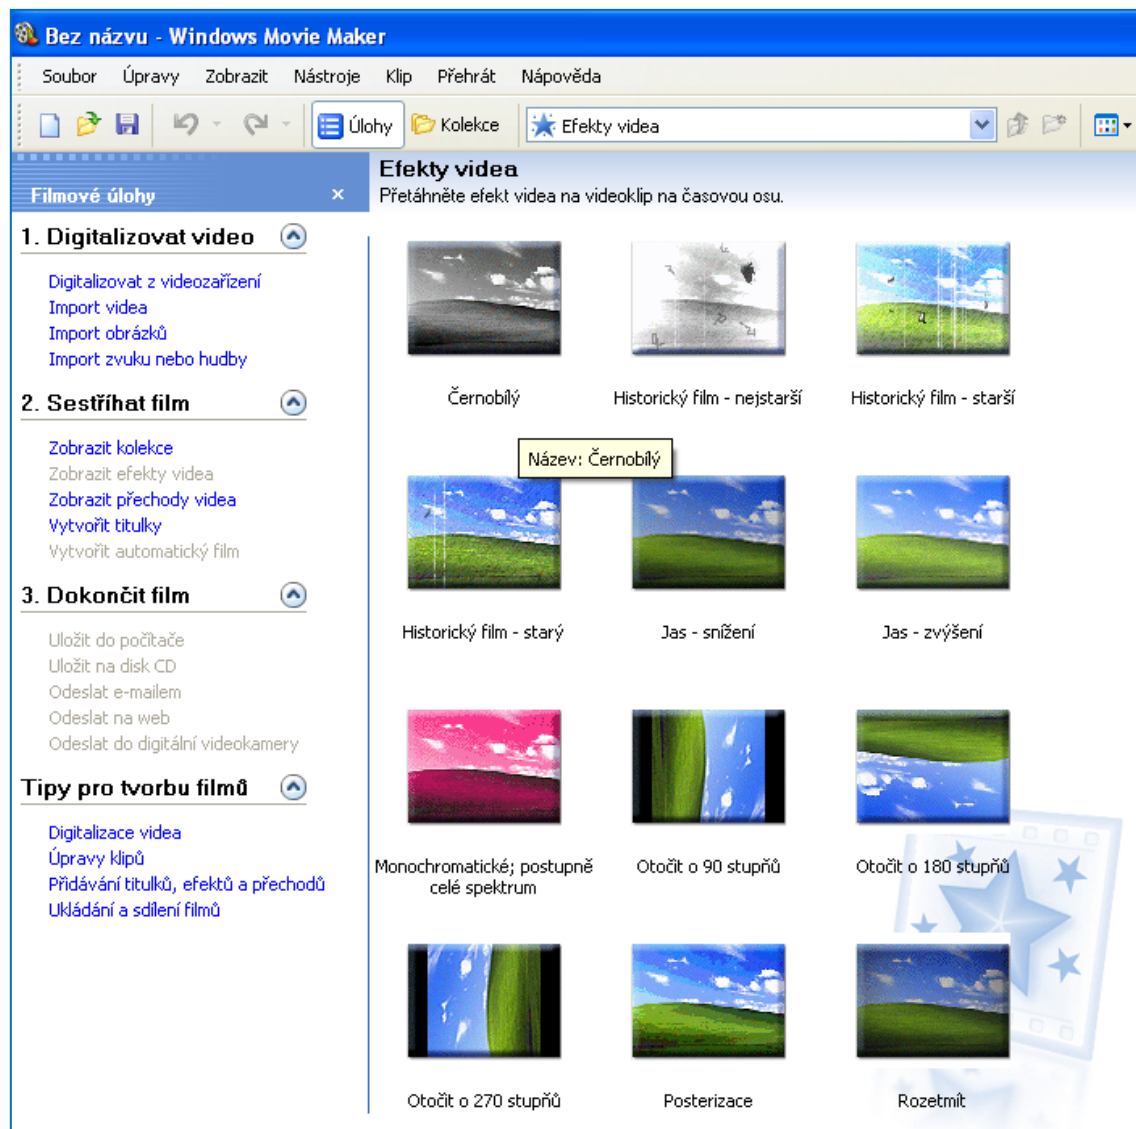 Bez názvu - Windows Movie Maker
Soubor Úpravy Zobrazit Nástroje Klip Přehrát Nápověda
Úlohy Kolekce Efekty videa
Filmové úlohy
Efekty videa
Přetáhněte efekt videa na videoklip na časovou osu.
1. Digitalizovat video
Digitalizovat z videozařízení
Import videa
Import obrázků
Import zvuku nebo hudby
2. Sestříhat film
Zobrazit kolekce
Zobrazit efekty videa
Zobrazit přechody videa
Vytvořit titulky
Vytvořit automatický film
3. Dokončit film
Uložit do počítače
Uložit na disk CD
Odeslat e-mailem
Odeslat na web
Odeslat do digitální videokamery
Tipy pro tvorbu filmů
Digitalizace videa
Úpravy klipů
Přidávání titulků, efektů a přechodů
Ukládání a sdílení filmů
Černobílý
Historický film - nejstarší
Historický film - starší
Název: Černobílý
Historický film - starý
Jas - snížení
Jas - zvýšení
Monochromatické; postupně
celé spektrum
Otočit o 90 stupňů
Otočit o 180 stupňů
Otočit o 270 stupňů
Posterizace
Rozetmít